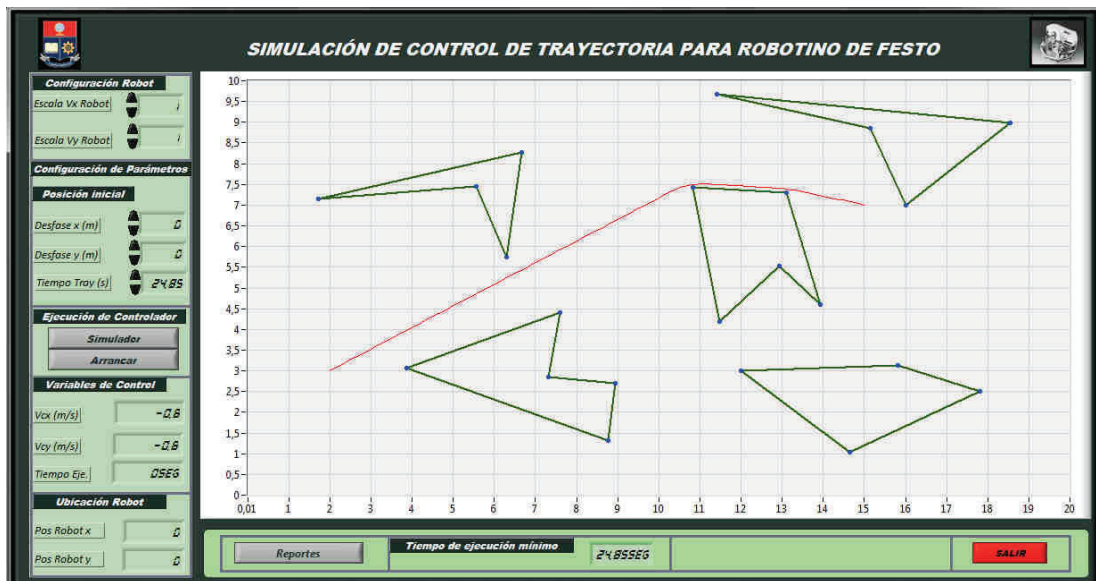 SIMULACIÓN DE CONTROL DE TRAYECTORIA PARA ROBOTINO DE FESTO
Configuración Robot
Escala Vx Robot 1
Escala Vy Robot 1
Configuración de Parámetros
Posición inicial
Desfase x (m) 0
Desfase y (m) 0
Tiempo Tray (s) 24,85
Ejecución de Controlador
Simulador
Arrancar
Variables de Control
Vcx (m/s) -0,8
Vcy (m/s) -0,8
Tiempo Eje. 0SEG
Ubicación Robot
Pos Robot x 0
Pos Robot y 0
10
9,5
9
8,5
8
7,5
7
6,5
6
5,5
5
4,5
4
3,5
3
2,5
2
1,5
1
0,5
0
0,01 1 2 3 4 5 6 7 8 9 10 11 12 13 14 15 16 17 18 19 20
Reportes
Tiempo de ejecución mínimo
24,85SEG
SALIR